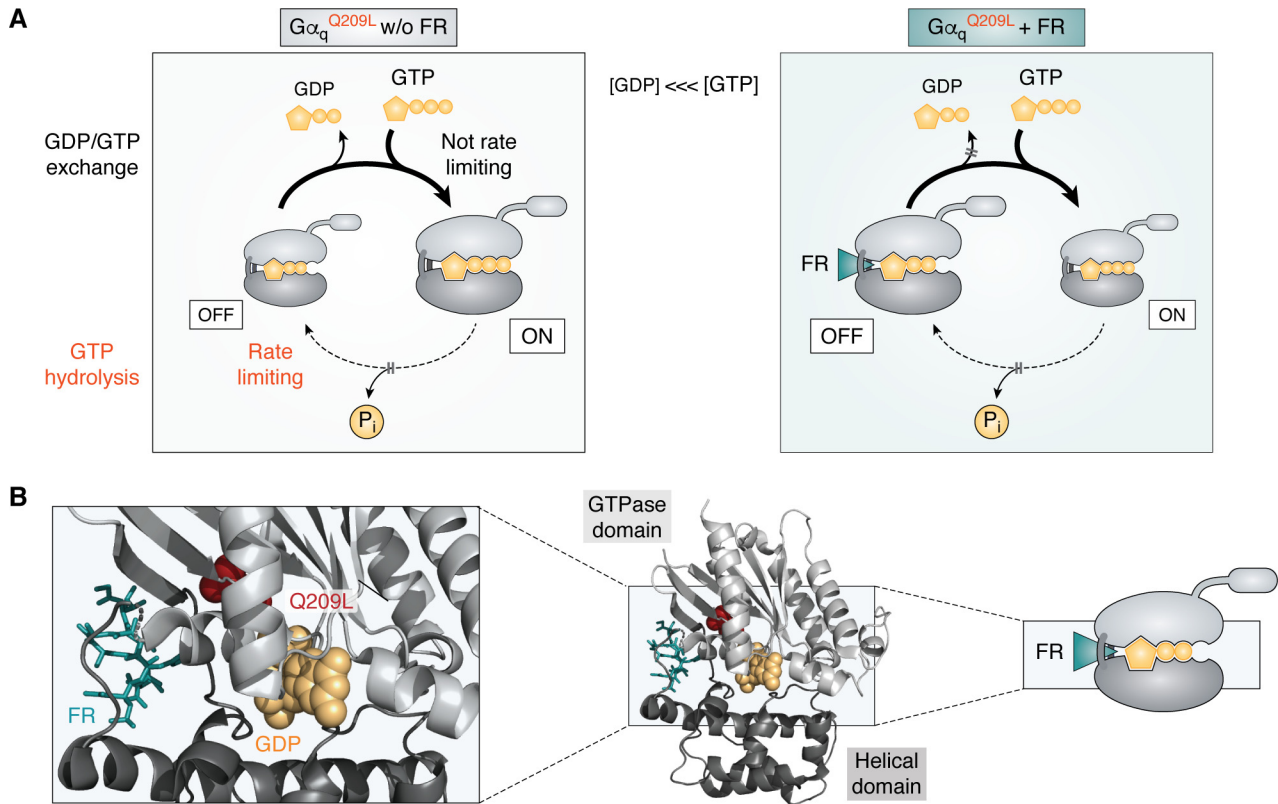 A
Gαq Q209L w/o FR
Gαq Q209L + FR
[GDP] <<< [GTP]
GDP/GTP
exchange
GDP
GTP
Not rate
limiting
OFF
ON
GTP
hydrolysis
Rate
limiting
Pi
GDP
GTP
FR
OFF
ON
Pi
B
FR
Q209L
GDP
GTPase
domain
Helical
domain
FR